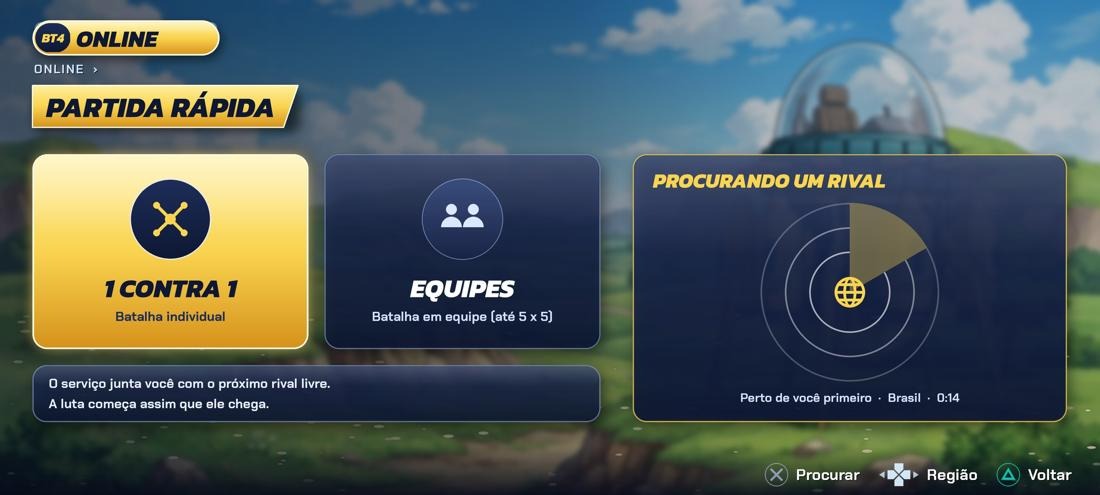 BT4 ONLINE
ONLINE ›
PARTIDA RÁPIDA
1 CONTRA 1
Batalha individual
EQUIPES
Batalha em equipe (até 5 x 5)
O serviço junta você com o próximo rival livre.
A luta começa assim que ele chega.
PROCURANDO UM RIVAL
Perto de você primeiro · Brasil · 0:14
Procurar Região Voltar